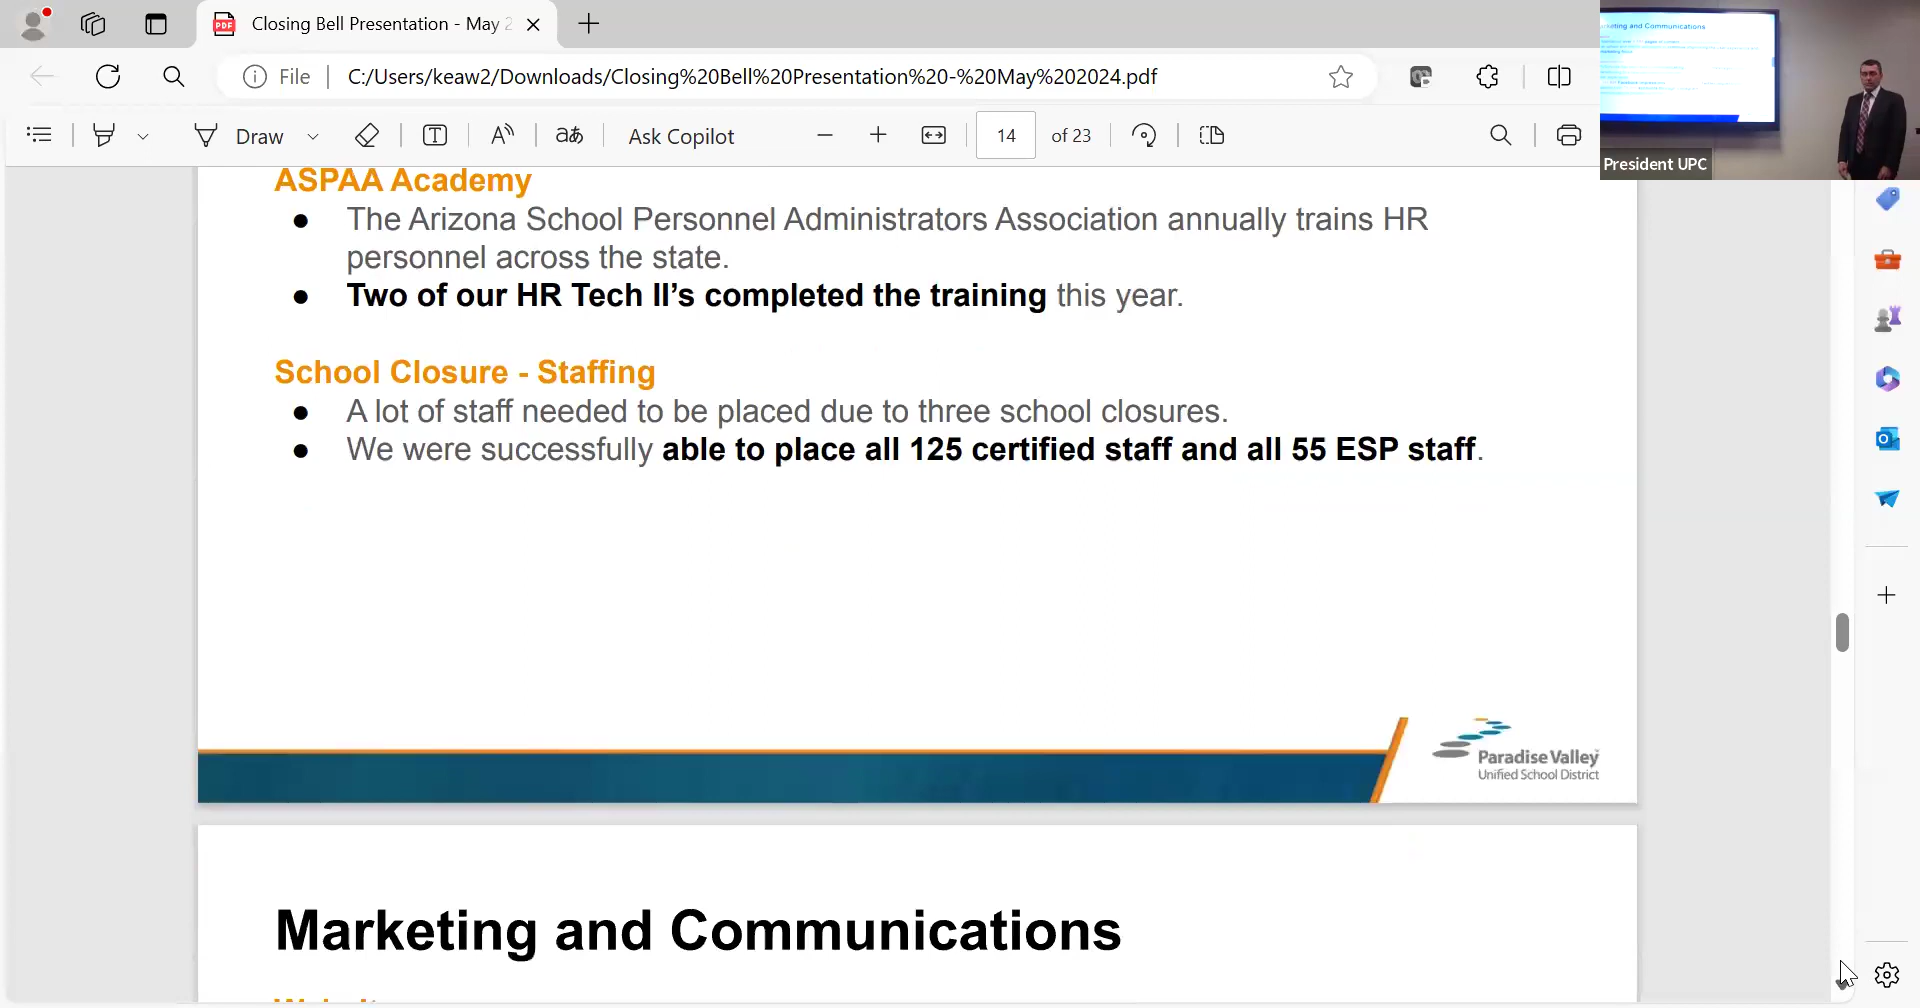 Closing Bell Presentation - May 2
File
C:/Users/keaw2/Downloads/Closing%20Bell%20Presentation%20-%20May%202024.pdf
Draw
Ask Copilot
14 of 23
Marketing and Communications
President UPC
ASPAA Academy
● The Arizona School Personnel Administrators Association annually trains HR
personnel across the state.
● Two of our HR Tech II’s completed the training this year.
School Closure - Staffing
● A lot of staff needed to be placed due to three school closures.
● We were successfully able to place all 125 certified staff and all 55 ESP staff.
Paradise Valley
Unified School District
Marketing and Communications